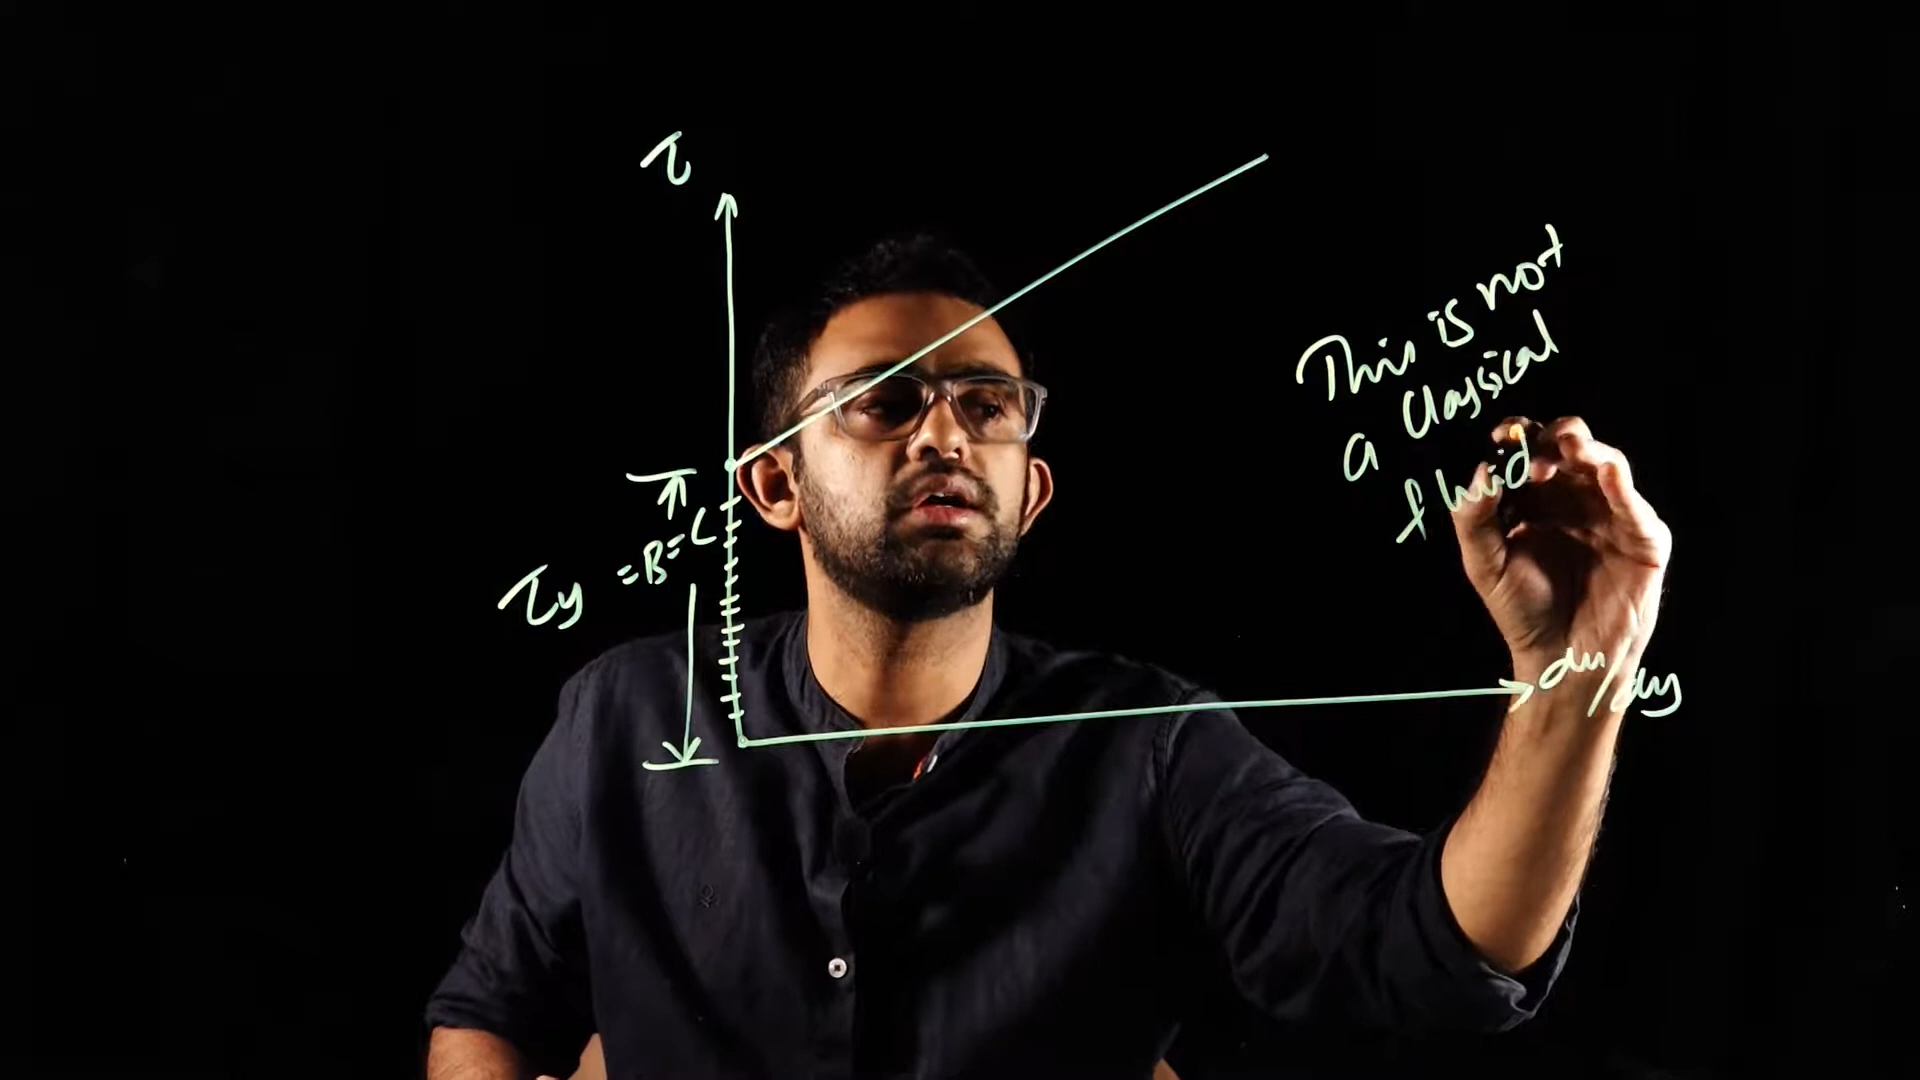 τ
τy = B = C
This is not
a classical
fluid
du/dy